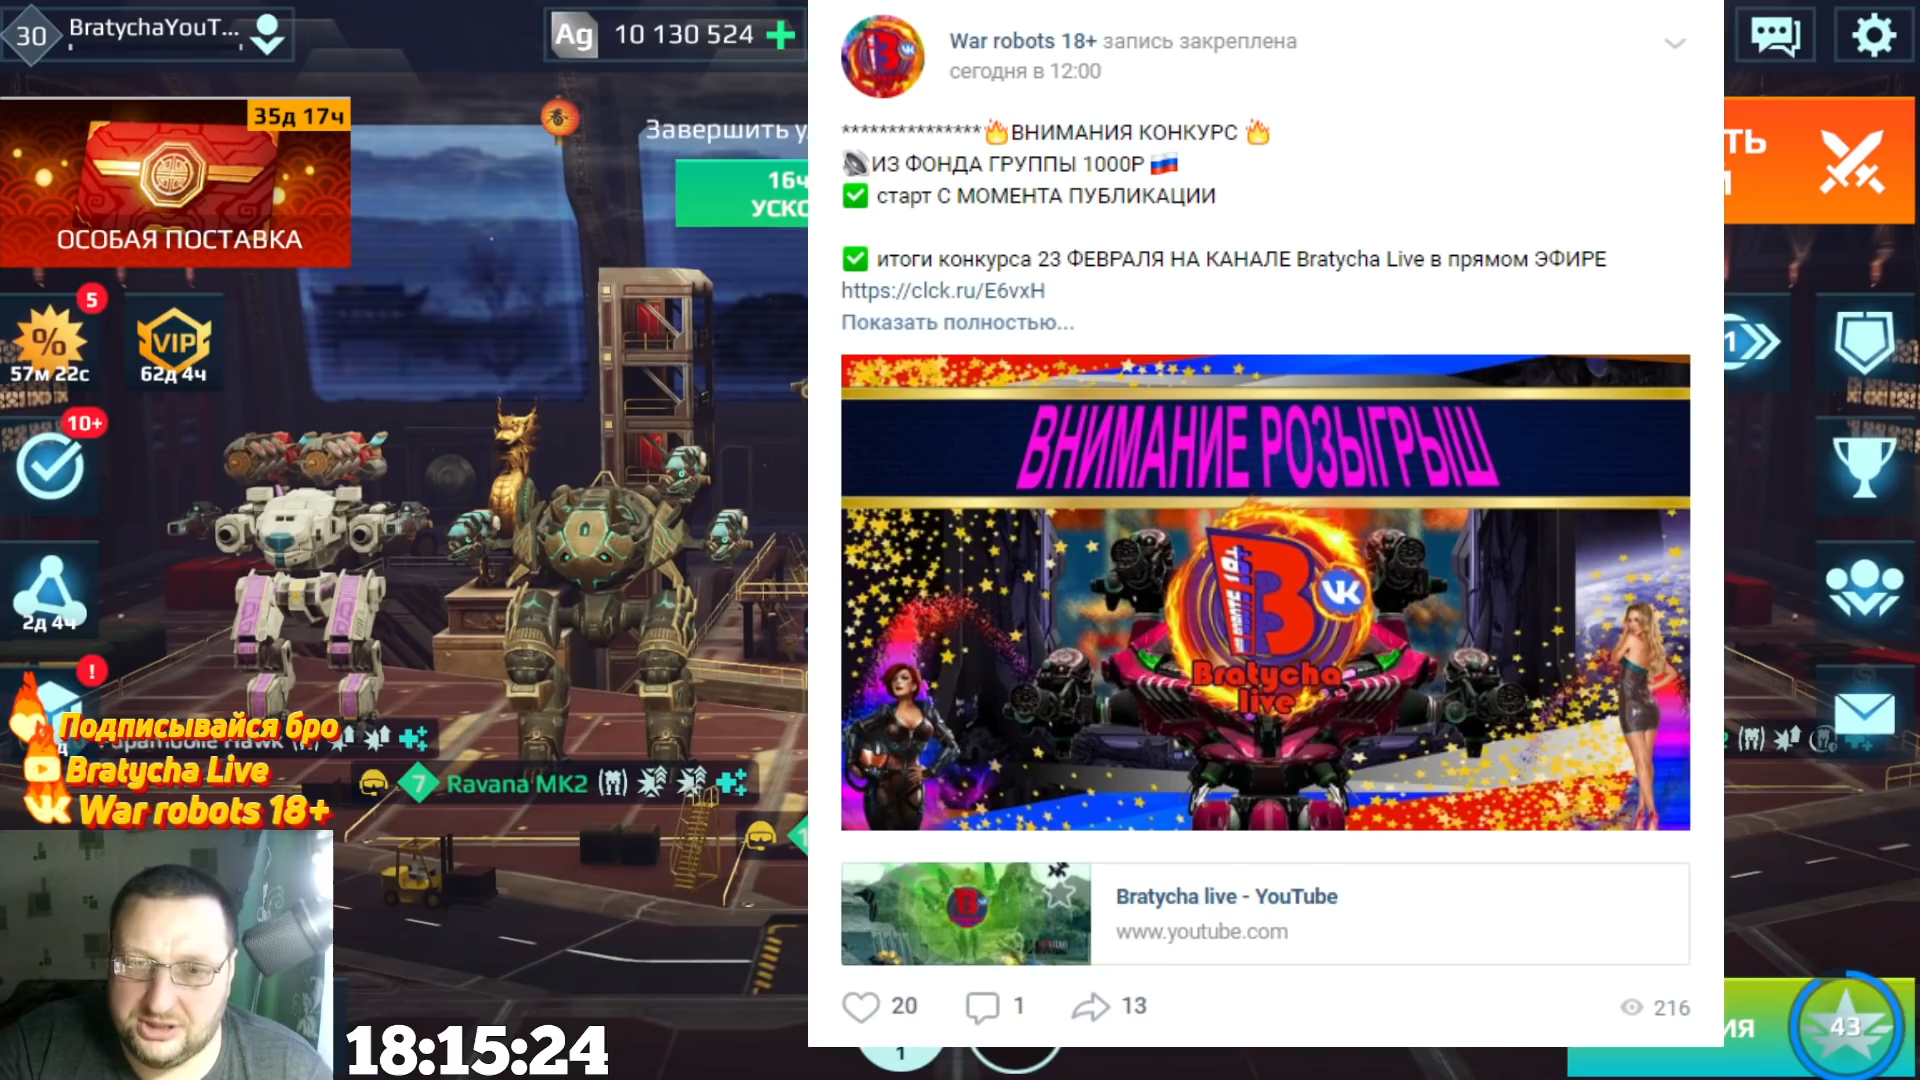 30
BratychaYouT...
Ag 10 130 524
35д 17ч
ОСОБАЯ ПОСТАВКА
Завершить
16ч
5
57м 22с
VIP
62д 4ч
10+
2д 4ч
!
Подписывайся бро
Bratycha Live
War robots 18+
7 Ravana MK2
18:15:24
War robots 18+ запись закреплена
сегодня в 12:00
***************🔥ВНИМАНИЯ КОНКУРС 🔥
🔊ИЗ ФОНДА ГРУППЫ 1000Р 🇷🇺
✅ старт С МОМЕНТА ПУБЛИКАЦИИ
✅ итоги конкурса 23 ФЕВРАЛЯ НА КАНАЛЕ Bratycha Live в прямом ЭФИРЕ
https://clck.ru/E6vxH
Показать полностью...
ВНИМАНИЕ РОЗЫГРЫШ
Bratycha
live
Bratycha live - YouTube
www.youtube.com
20
1
13
216
1
1
43